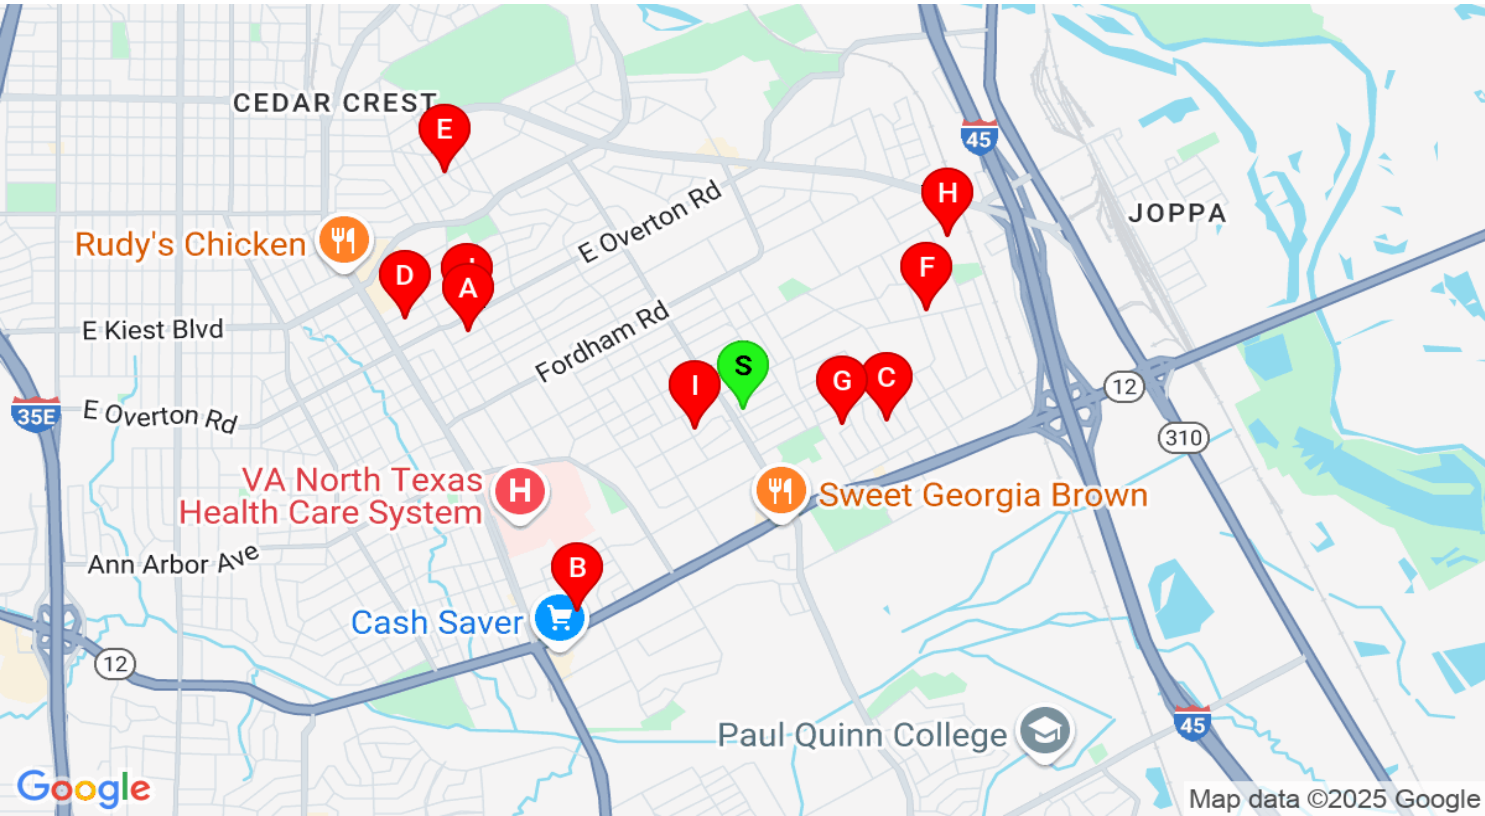 CEDAR CREST
E
45
H
JOPPA
E Overton Rd
Rudy's Chicken
D
A
F
E Kiest Blvd
Fordham Rd
S
I
G
C
12
35E
E Overton Rd
310
VA North Texas
Health Care System
H
Sweet Georgia Brown
Ann Arbor Ave
B
Cash Saver
12
Paul Quinn College
45
Google
Map data ©2025 Google